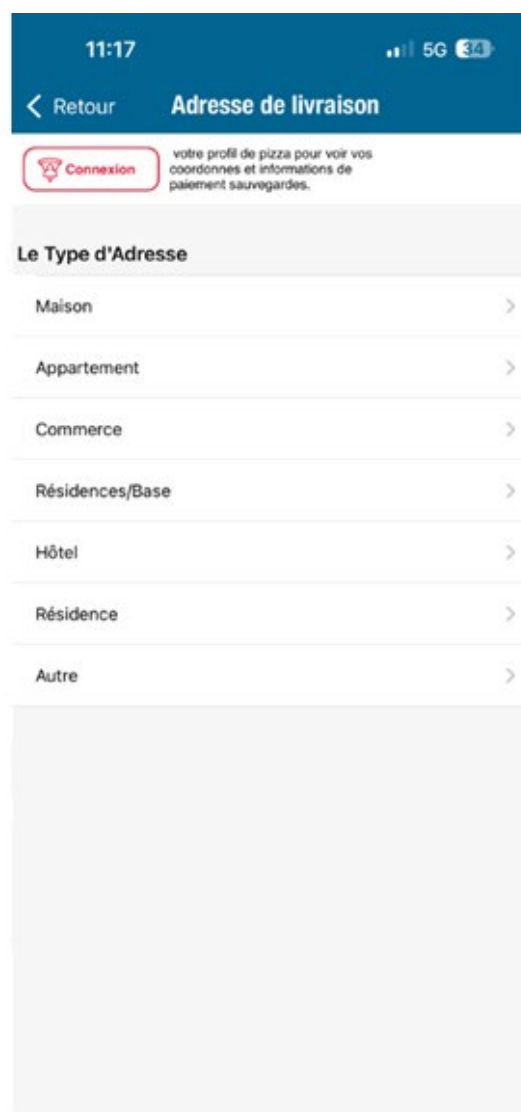 11:17 5G 34
Retour Adresse de livraison
Connexion
votre profil de pizza pour voir vos
coordonnes et informations de
paiement sauvegardes.
Le Type d'Adresse
Maison
Appartement
Commerce
Résidences/Base
Hôtel
Résidence
Autre